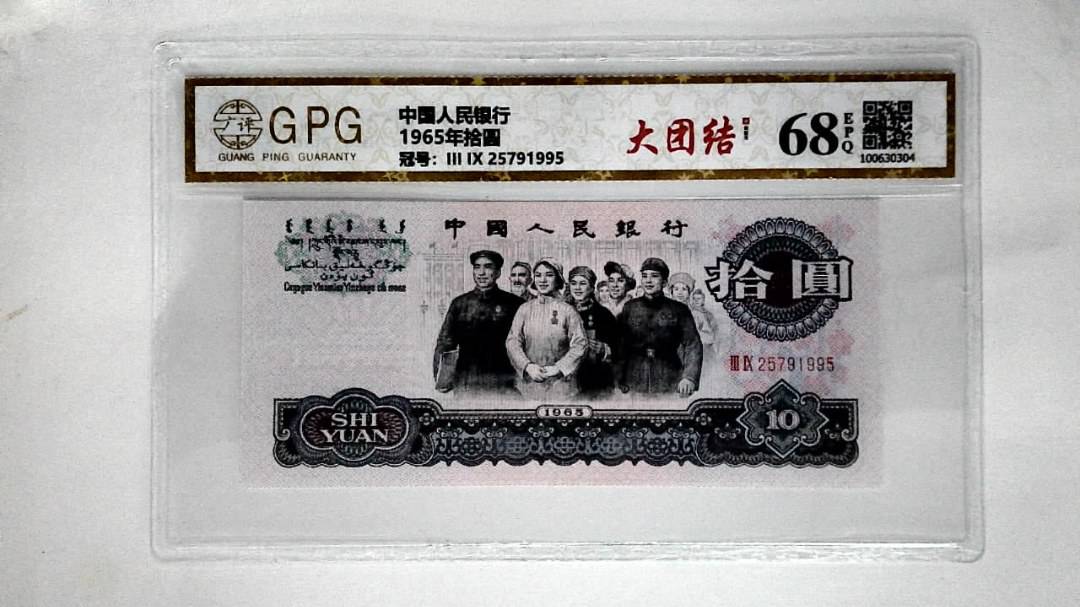 GPG
GUANG PING GUARANTY
中国人民银行
1965年拾圆
冠号：III IX 25791995
大团结
68
EPQ
100630304
中國人民銀行
拾圓
III IX 25791995
SHI
YUAN
1965
10